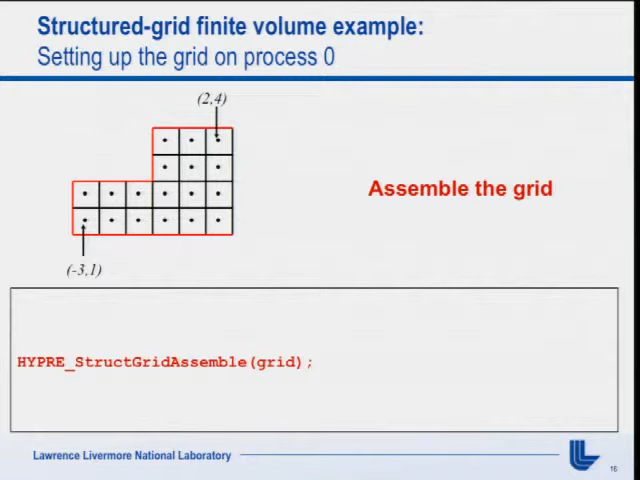 Structured-grid finite volume example:
Setting up the grid on process 0
(2,4)
Assemble the grid
(-3,1)
HYPRE_StructGridAssemble(grid);
Lawrence Livermore National Laboratory
16